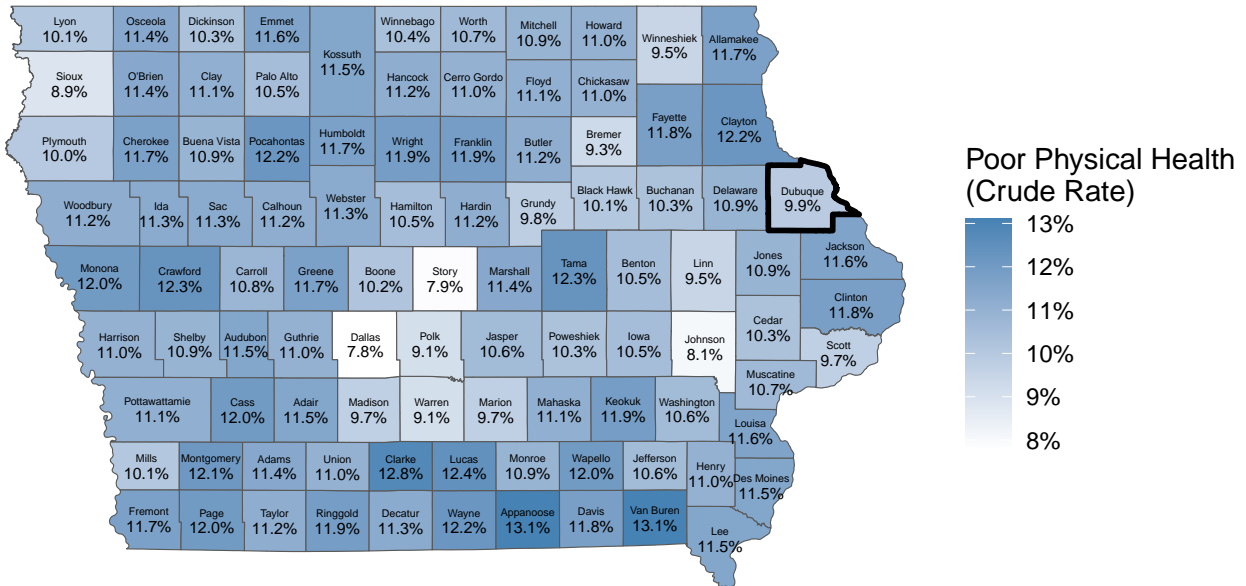 Lyon
10.1%
Osceola
11.4%
Dickinson
10.3%
Emmet
11.6%
Kossuth
11.5%
Winnebago
10.4%
Worth
10.7%
Mitchell
10.9%
Howard
11.0%
Winneshiek
9.5%
Allamakee
11.7%
Sioux
8.9%
O'Brien
11.4%
Clay
11.1%
Palo Alto
10.5%
Hancock
11.2%
Cerro Gordo
11.0%
Floyd
11.1%
Chickasaw
11.0%
Fayette
11.8%
Clayton
12.2%
Plymouth
10.0%
Cherokee
11.7%
Buena Vista
10.9%
Pocahontas
12.2%
Humboldt
11.7%
Wright
11.9%
Franklin
11.9%
Butler
11.2%
Bremer
9.3%
Woodbury
11.2%
Ida
11.3%
Sac
11.3%
Calhoun
11.2%
Webster
11.3%
Hamilton
10.5%
Hardin
11.2%
Grundy
9.8%
Black Hawk
10.1%
Buchanan
10.3%
Delaware
10.9%
Dubuque
9.9%
Monona
12.0%
Crawford
12.3%
Carroll
10.8%
Greene
11.7%
Boone
10.2%
Story
7.9%
Marshall
11.4%
Tama
12.3%
Benton
10.5%
Linn
9.5%
Jones
10.9%
Jackson
11.6%
Clinton
11.8%
Harrison
11.0%
Shelby
10.9%
Audubon
11.5%
Guthrie
11.0%
Dallas
7.8%
Polk
9.1%
Jasper
10.6%
Poweshiek
10.3%
Iowa
10.5%
Johnson
8.1%
Cedar
10.3%
Scott
9.7%
Muscatine
10.7%
Pottawattamie
11.1%
Cass
12.0%
Adair
11.5%
Madison
9.7%
Warren
9.1%
Marion
9.7%
Mahaska
11.1%
Keokuk
11.9%
Washington
10.6%
Louisa
11.6%
Mills
10.1%
Montgomery
12.1%
Adams
11.4%
Union
11.0%
Clarke
12.8%
Lucas
12.4%
Monroe
10.9%
Wapello
12.0%
Jefferson
10.6%
Henry
11.0%
Des Moines
11.5%
Fremont
11.7%
Page
12.0%
Taylor
11.2%
Ringgold
11.9%
Decatur
11.3%
Wayne
12.2%
Appanoose
13.1%
Davis
11.8%
Van Buren
13.1%
Lee
11.5%
Poor Physical Health
(Crude Rate)
13%
12%
11%
10%
9%
8%